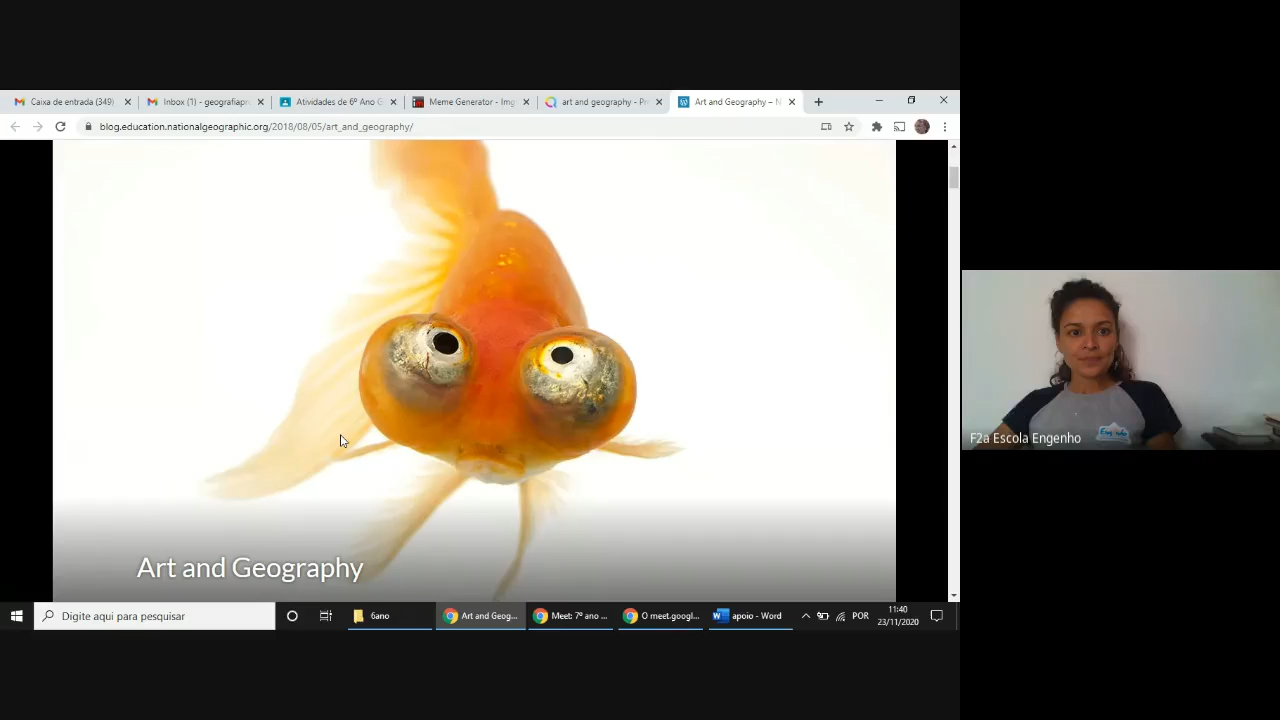 Caixa de entrada (349)
Inbox (1) - geografiapr
Atividades de 6º Ano G
Meme Generator - Img
art and geography - Pr
Art and Geography – N
blog.education.nationalgeographic.org/2018/08/05/art_and_geography/
Art and Geography
F2a Escola Engenho
Digite aqui para pesquisar
6ano
Art and Geog...
Meet: 7º ano ...
O meet.googl...
apoio - Word
POR
11:40
23/11/2020